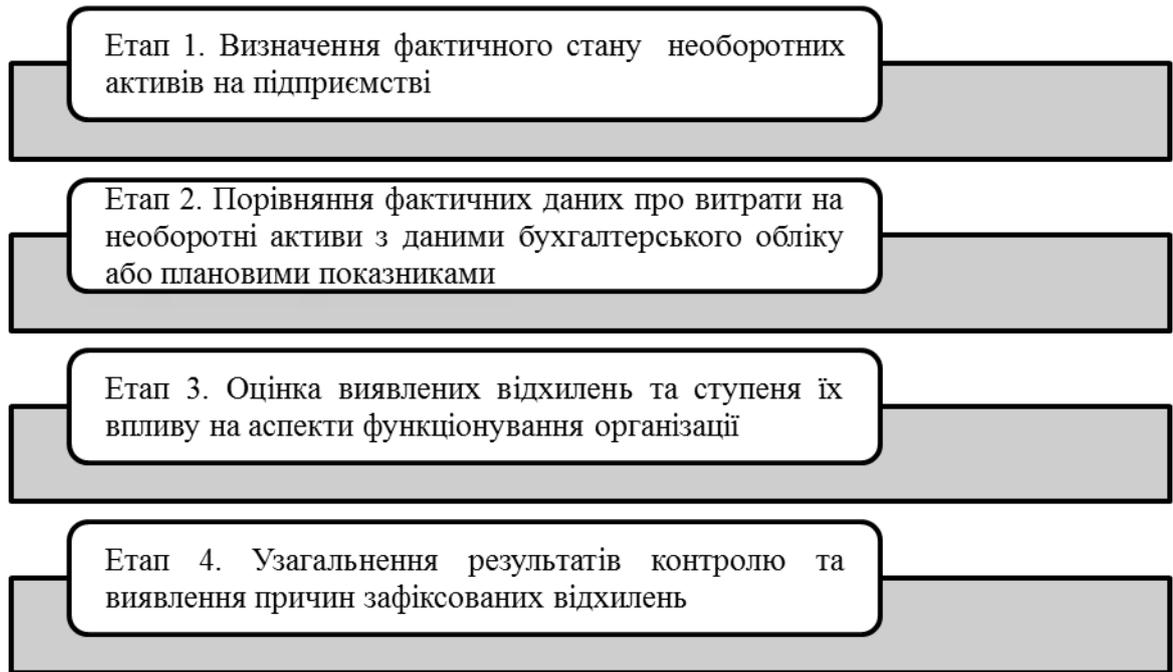 Етап 1. Визначення фактичного стану необоротних
активів на підприємстві
Етап 2. Порівняння фактичних даних про витрати на
необоротні активи з даними бухгалтерського обліку
або плановими показниками
Етап 3. Оцінка виявлених відхилень та ступеня їх
впливу на аспекти функціонування організації
Етап 4. Узагальнення результатів контролю та
виявлення причин зафіксованих відхилень